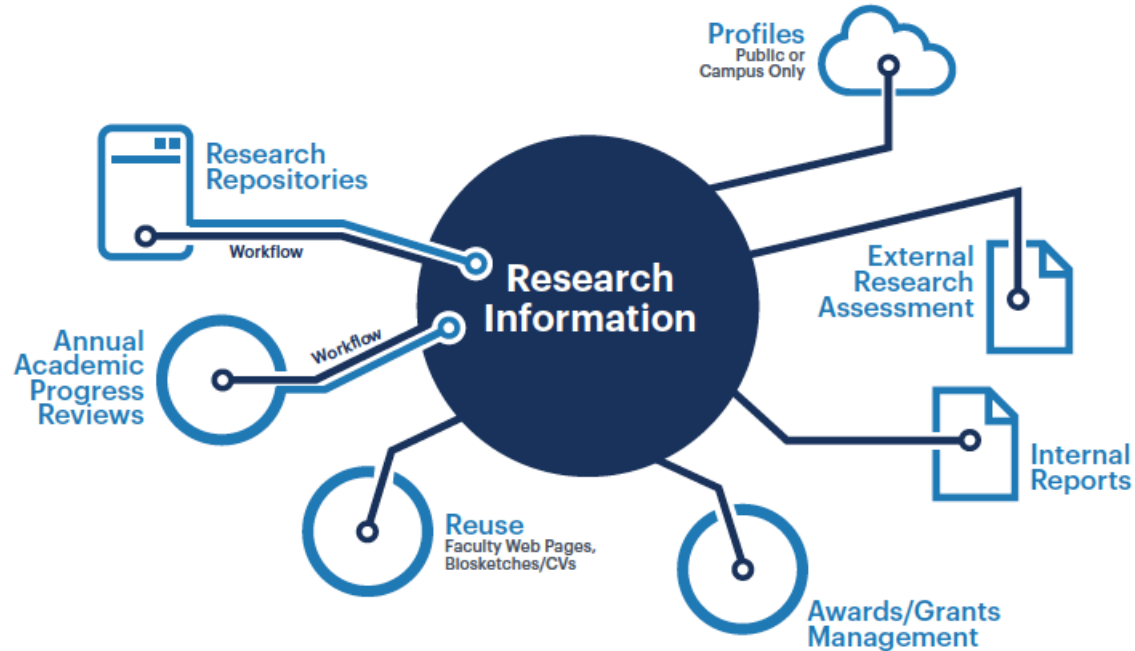 Profiles
Public or
Campus Only
Research
Repositories
Workflow
External
Research
Assessment
Research
Information
Annual
Academic
Progress
Reviews
Workflow
Internal
Reports
Reuse
Faculty Web Pages,
Biosketches/CVs
Awards/Grants
Management